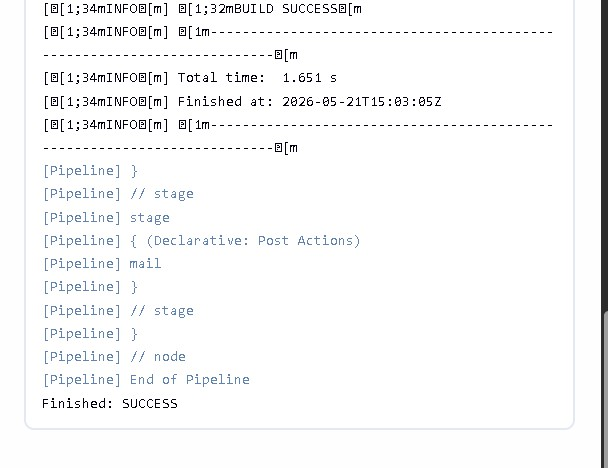 [␛[1;34mINFO␛[m] ␛[1;32mBUILD SUCCESS␛[m
[␛[1;34mINFO␛[m] ␛[1m-------------------------------------------
-----------------------------␛[m
[␛[1;34mINFO␛[m] Total time:  1.651 s
[␛[1;34mINFO␛[m] Finished at: 2026-05-21T15:03:05Z
[␛[1;34mINFO␛[m] ␛[1m-------------------------------------------
-----------------------------␛[m
[Pipeline] }
[Pipeline] // stage
[Pipeline] stage
[Pipeline] { (Declarative: Post Actions)
[Pipeline] mail
[Pipeline] }
[Pipeline] // stage
[Pipeline] }
[Pipeline] // node
[Pipeline] End of Pipeline
Finished: SUCCESS